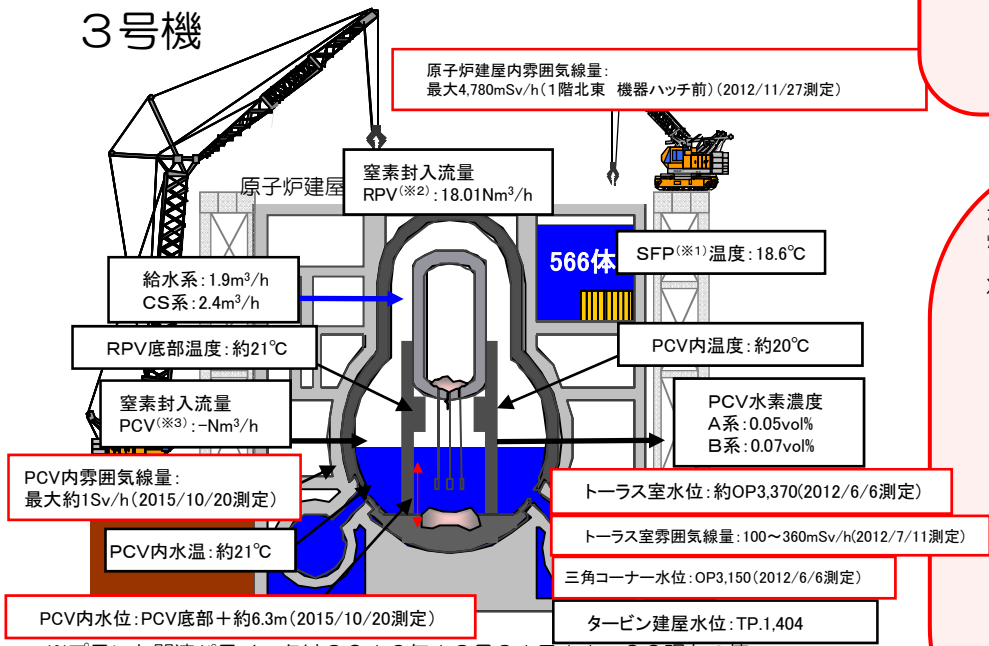 ３号機
原子炉建屋内雰囲気線量:
最大4,780mSv/h(1階北東 機器ハッチ前)(2012/11/27測定)
窒素封入流量
RPV(※2):18.01Nm³/h
原子炉建屋
566体
SFP(※1)温度:18.6℃
給水系:1.9m³/h
CS系:2.4m³/h
RPV底部温度:約21℃
PCV内温度:約20℃
窒素封入流量
PCV(※3):-Nm³/h
PCV水素濃度
A系:0.05vol%
B系:0.07vol%
PCV内雰囲気線量:
最大約1Sv/h(2015/10/20測定)
トーラス室水位:約OP3,370(2012/6/6測定)
トーラス室雰囲気線量:100～360mSv/h(2012/7/11測定)
PCV内水温:約21℃
三角コーナー水位:OP3,150(2012/6/6測定)
PCV内水位:PCV底部＋約6.3m(2015/10/20測定)
タービン建屋水位:TP.1,404